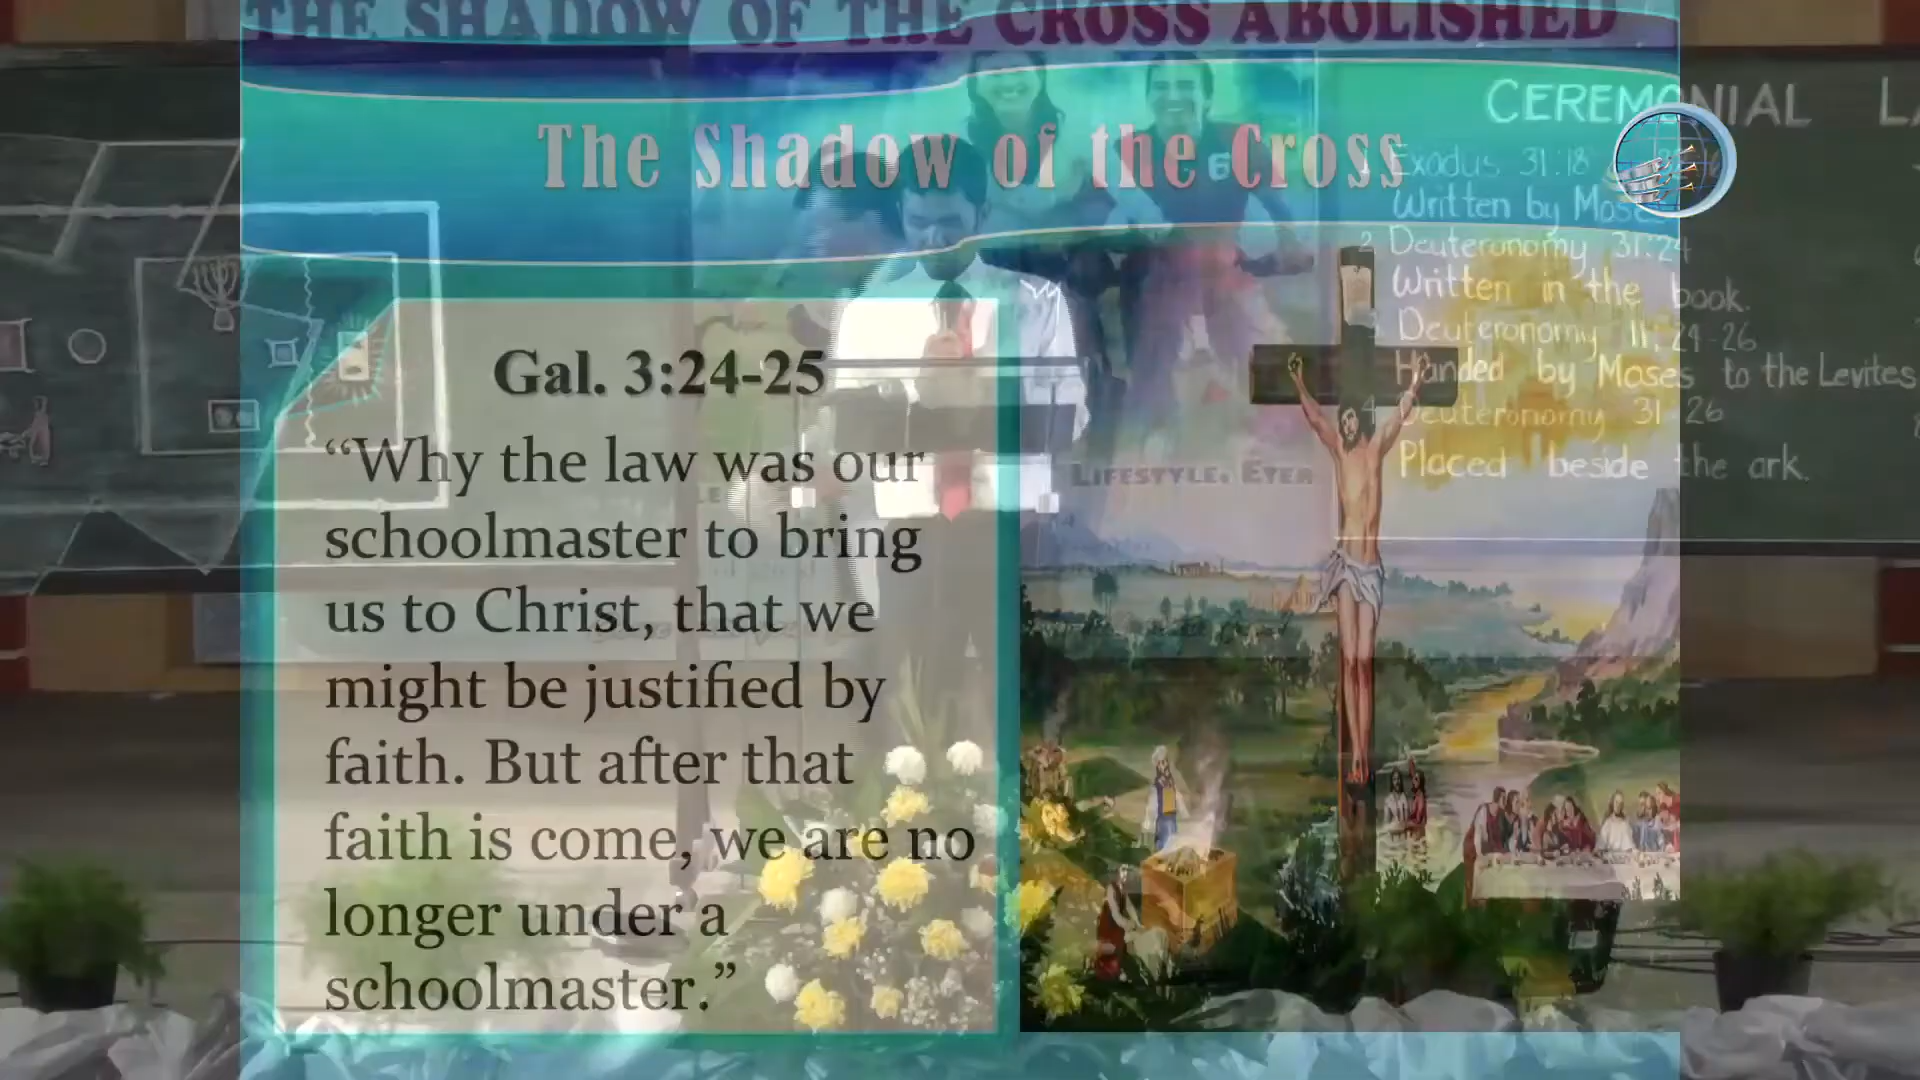 THE SHADOW OF THE CROSS ABOLISHED
The Shadow of the Cross
Gal. 3:24-25
“Why the law was our
schoolmaster to bring
us to Christ, that we
might be justified by
faith. But after that
faith is come, we are no
longer under a
schoolmaster.”
CEREMONIAL
Exodus 31:18
Written by Moses
2 Deuteronomy 31:24
Written in the book.
Deuteronomy
Handed by Moses to the Levites
4 Deuteronomy 31 26
Placed beside the ark.
LIFESTYLE.